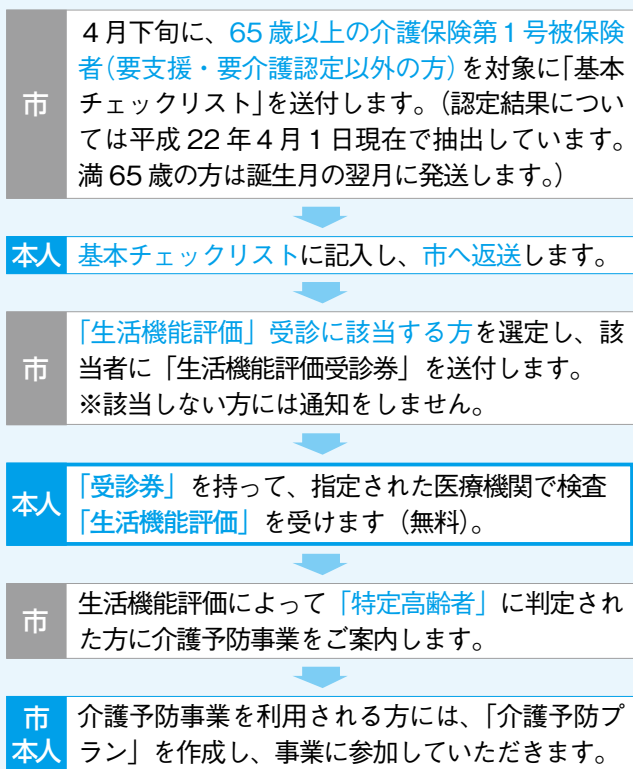 市
4月下旬に、65歳以上の介護保険第1号被保険
者(要支援・要介護認定以外の方)を対象に「基本
チェックリスト」を送付します。(認定結果につい
ては平成22年4月1日現在で抽出しています。
満65歳の方は誕生月の翌月に発送します。)
本人
基本チェックリストに記入し、市へ返送します。
市
「生活機能評価」受診に該当する方を選定し、該
当者に「生活機能評価受診券」を送付します。
※該当しない方には通知をしません。
本人
「受診券」を持って、指定された医療機関で検査
「生活機能評価」を受けます(無料)。
市
生活機能評価によって「特定高齢者」に判定され
た方に介護予防事業をご案内します。
市
本人
介護予防事業を利用される方には、「介護予防プ
ラン」を作成し、事業に参加していただきます。